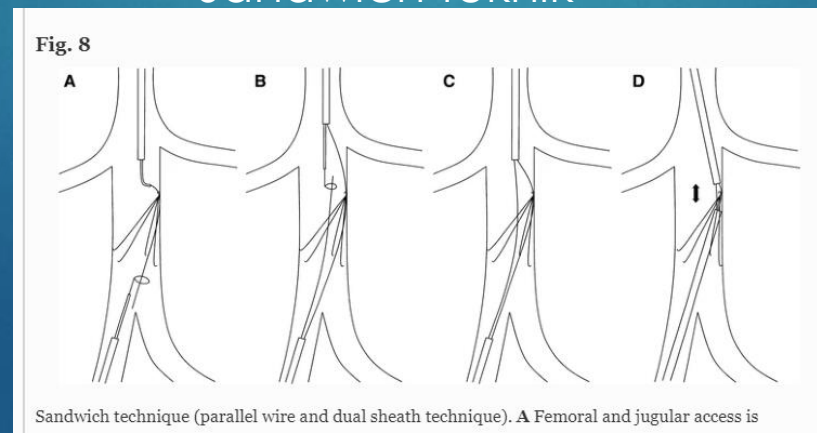 Fig. 8
A B C D
Sandwich technique (parallel wire and dual sheath technique). A Femoral and jugular access is